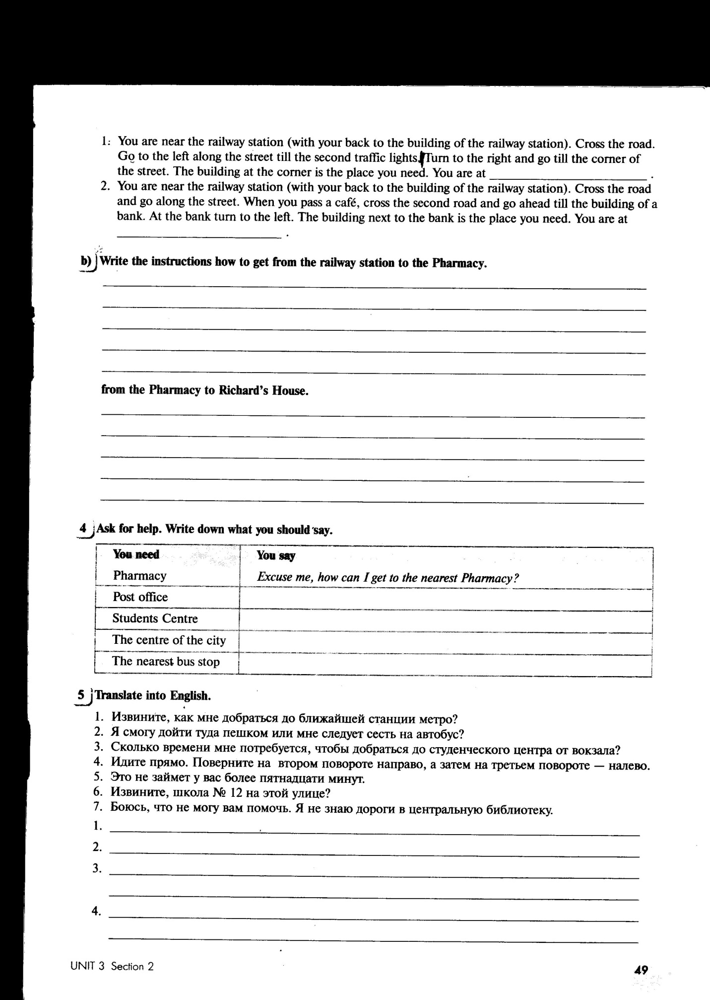 1. You are near the railway station (with your back to the building of the railway station). Cross the road.
Go to the left along the street till the second traffic lights. Turn to the right and go till the corner of
the street. The building at the corner is the place you need. You are at ____________ .
2. You are near the railway station (with your back to the building of the railway station). Cross the road
and go along the street. When you pass a café, cross the second road and go ahead till the building of a
bank. At the bank turn to the left. The building next to the bank is the place you need. You are at
____________ .
b) Write the instructions how to get from the railway station to the Pharmacy.
from the Pharmacy to Richard's House.
4 Ask for help. Write down what you should say.
You need You say
Pharmacy Excuse me, how can I get to the nearest Pharmacy?
Post office
Students Centre
The centre of the city
The nearest bus stop
5 Translate into English.
1. Извините, как мне добраться до ближайшей станции метро?
2. Я смогу дойти туда пешком или мне следует сесть на автобус?
3. Сколько времени мне потребуется, чтобы добраться до студенческого центра от вокзала?
4. Идите прямо. Поверните на втором повороте направо, а затем на третьем повороте — налево.
5. Это не займет у вас более пятнадцати минут.
6. Извините, школа № 12 на этой улице?
7. Боюсь, что не могу вам помочь. Я не знаю дороги в центральную библиотеку.
1.
2.
3.
4.
UNIT 3 Section 2
49